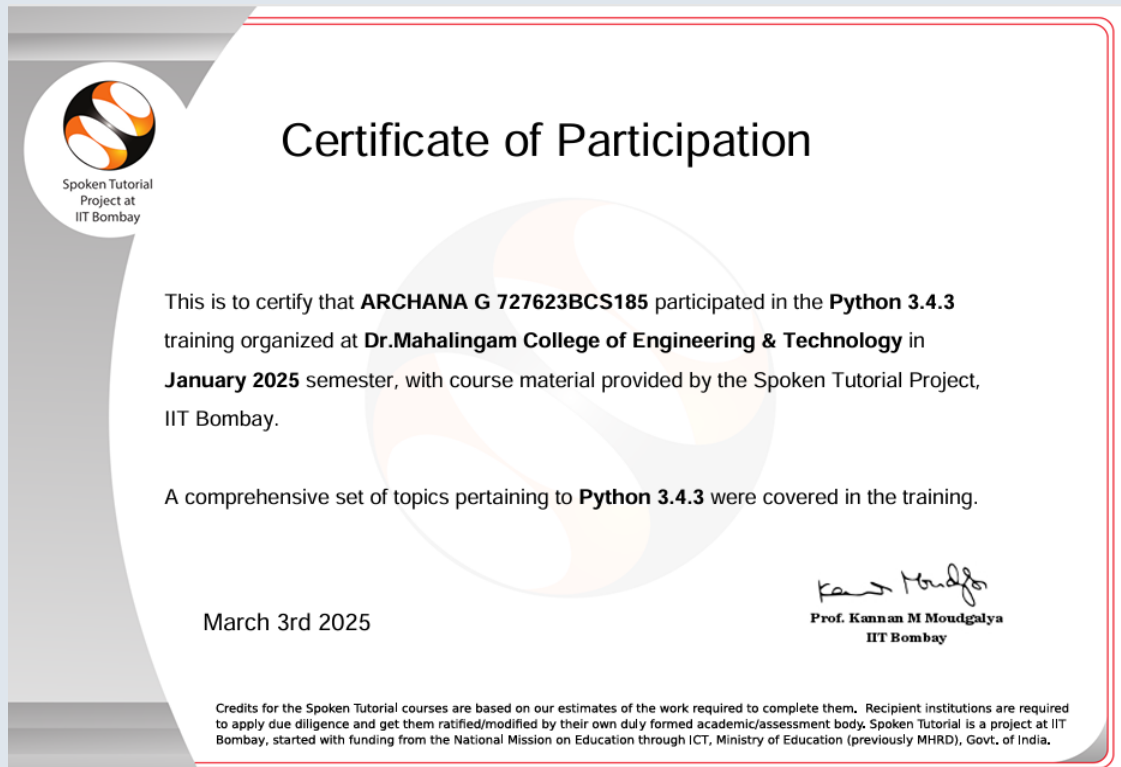 Spoken Tutorial
Project at
IIT Bombay
Certificate of Participation
This is to certify that ARCHANA G 727623BCS185 participated in the Python 3.4.3
training organized at Dr.Mahalingam College of Engineering & Technology in
January 2025 semester, with course material provided by the Spoken Tutorial Project,
IIT Bombay.
A comprehensive set of topics pertaining to Python 3.4.3 were covered in the training.
March 3rd 2025
Prof. Kannan M Moudgalya
IIT Bombay
Credits for the Spoken Tutorial courses are based on our estimates of the work required to complete them. Recipient institutions are required
to apply due diligence and get them ratified/modified by their own duly formed academic/assessment body. Spoken Tutorial is a project at IIT
Bombay, started with funding from the National Mission on Education through ICT, Ministry of Education (previously MHRD), Govt. of India.